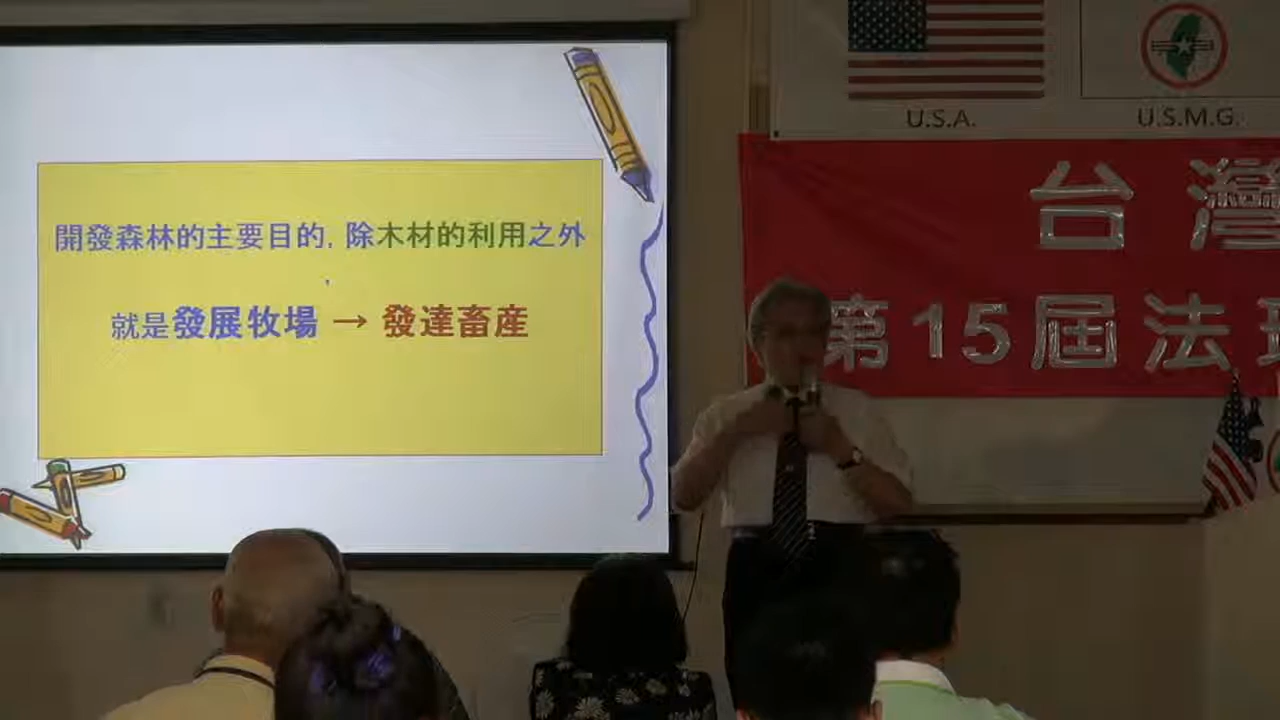 開發森林的主要目的, 除木材的利用之外
就是發展牧場 → 發達畜産
U.S.A.
U.S.M.G.
台灣
第15屆法